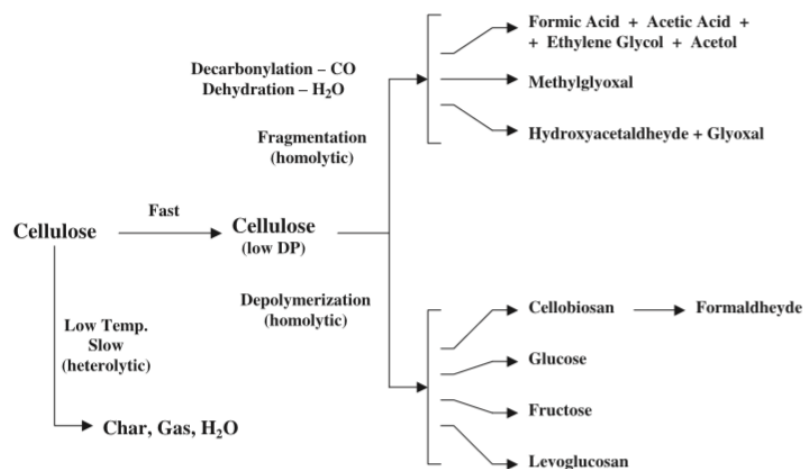 Formic Acid + Acetic Acid +
+ Ethylene Glycol + Acetol
Decarbonylation – CO
Dehydration – H₂O
Methylglyoxal
Fragmentation
(homolytic)
Hydroxyacetaldheyde + Glyoxal
Fast
Cellulose
Cellulose
(low DP)
Depolymerization
(homolytic)
Cellobiosan
Formaldheyde
Low Temp.
Slow
(heterolytic)
Glucose
Fructose
Char, Gas, H₂O
Levoglucosan